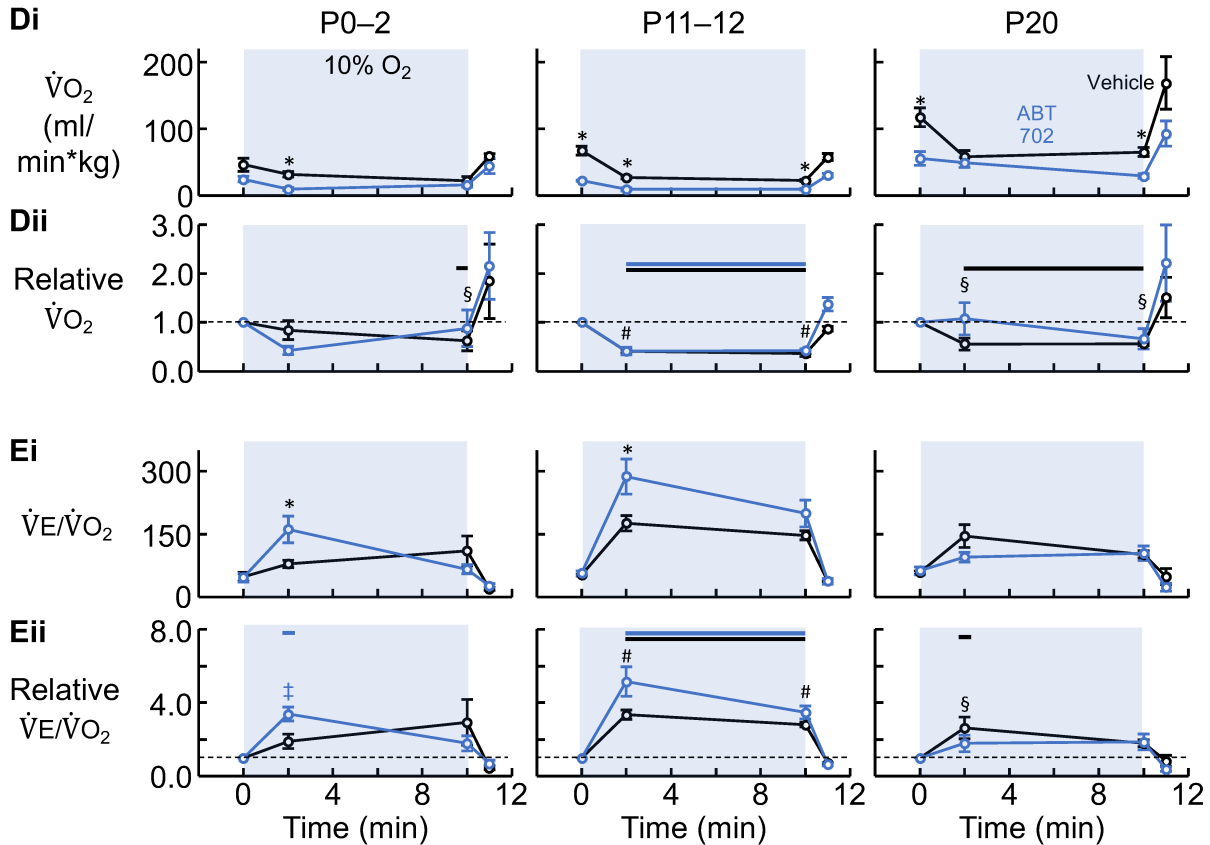 Di
P0–2
P11–12
P20
V̇O₂
(ml/
min*kg)
200
100
0
10% O₂
*
*
*
*
*
*
ABT
702
Vehicle
Dii
Relative
V̇O₂
3.0
2.0
1.0
0.0
§
#
#
§
§
Ei
V̇E/V̇O₂
300
150
0
*
*
Eii
Relative
V̇E/V̇O₂
8.0
4.0
0.0
‡
#
#
§
0 4 8 12
0 4 8 12
0 4 8 12
Time (min)
Time (min)
Time (min)